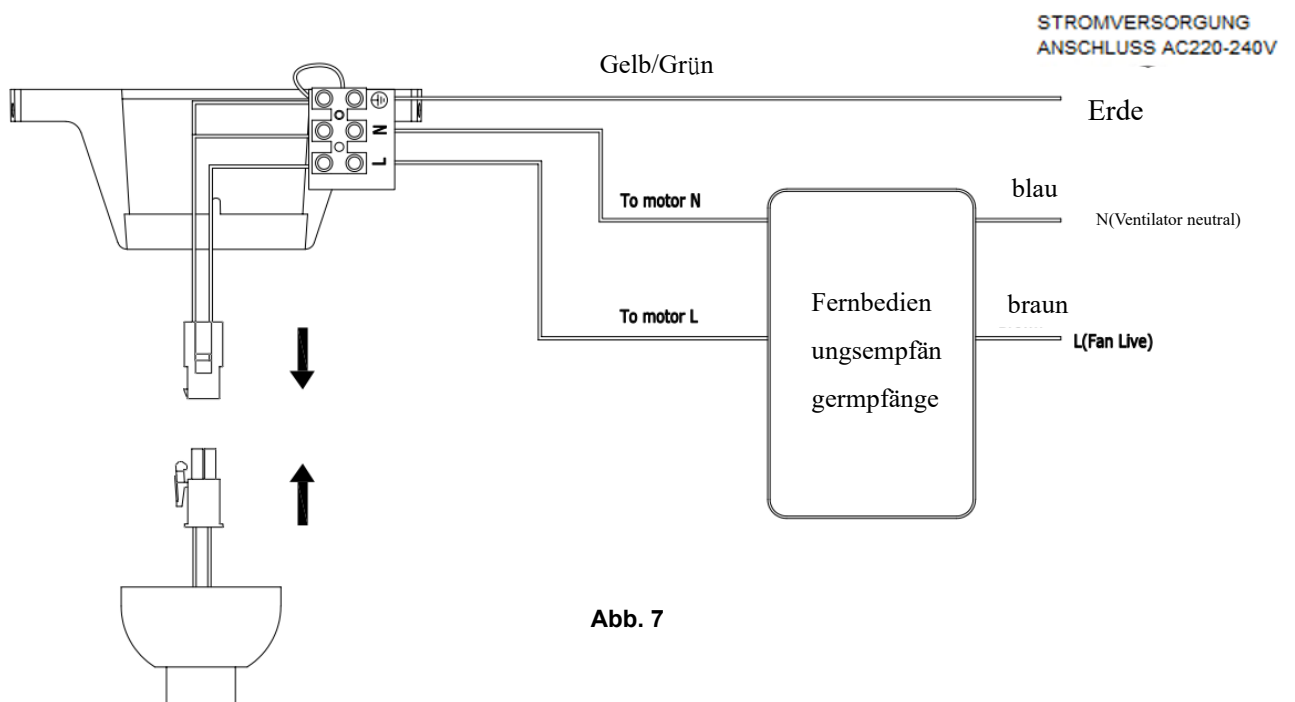 STROMVERSORGUNG
ANSCHLUSS AC220-240V
Gelb/Grün
Erde
N
L
To motor N
blau
N(Ventilator neutral)
To motor L
braun
L(Fan Live)
Fernbedien
ungsempfän
germpfänge
Abb. 7